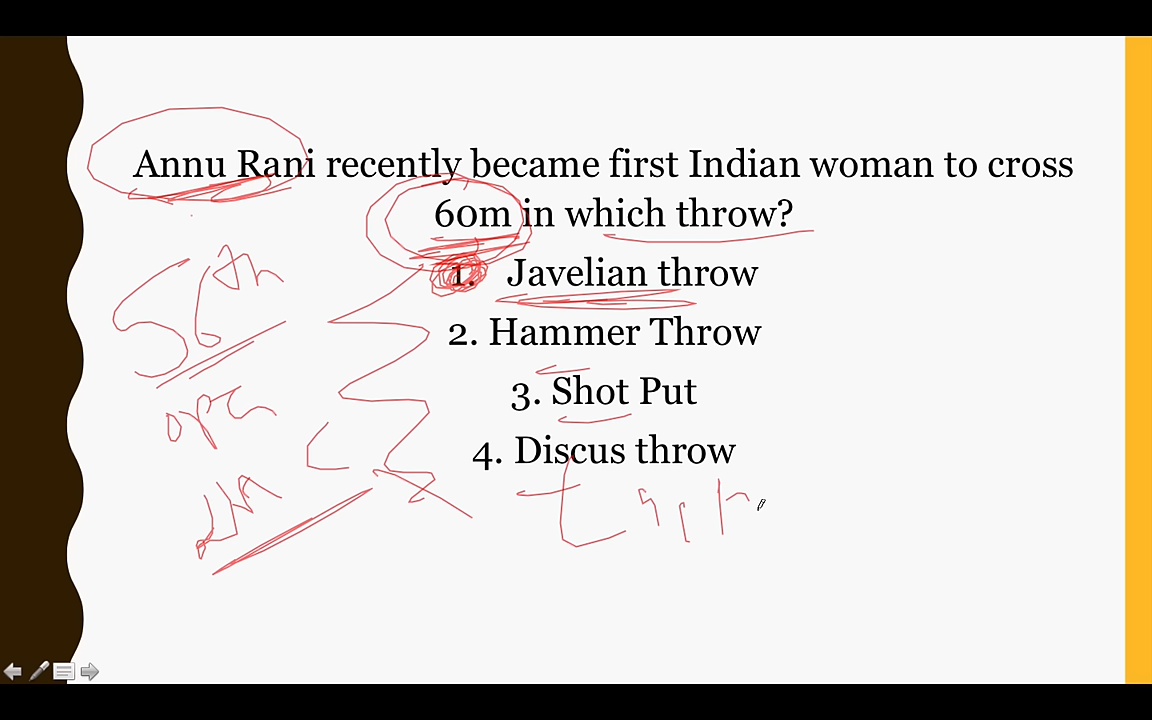 Annu Rani recently became first Indian woman to cross
60m in which throw?
1. Javelian throw
2. Hammer Throw
3. Shot Put
4. Discus throw
56th